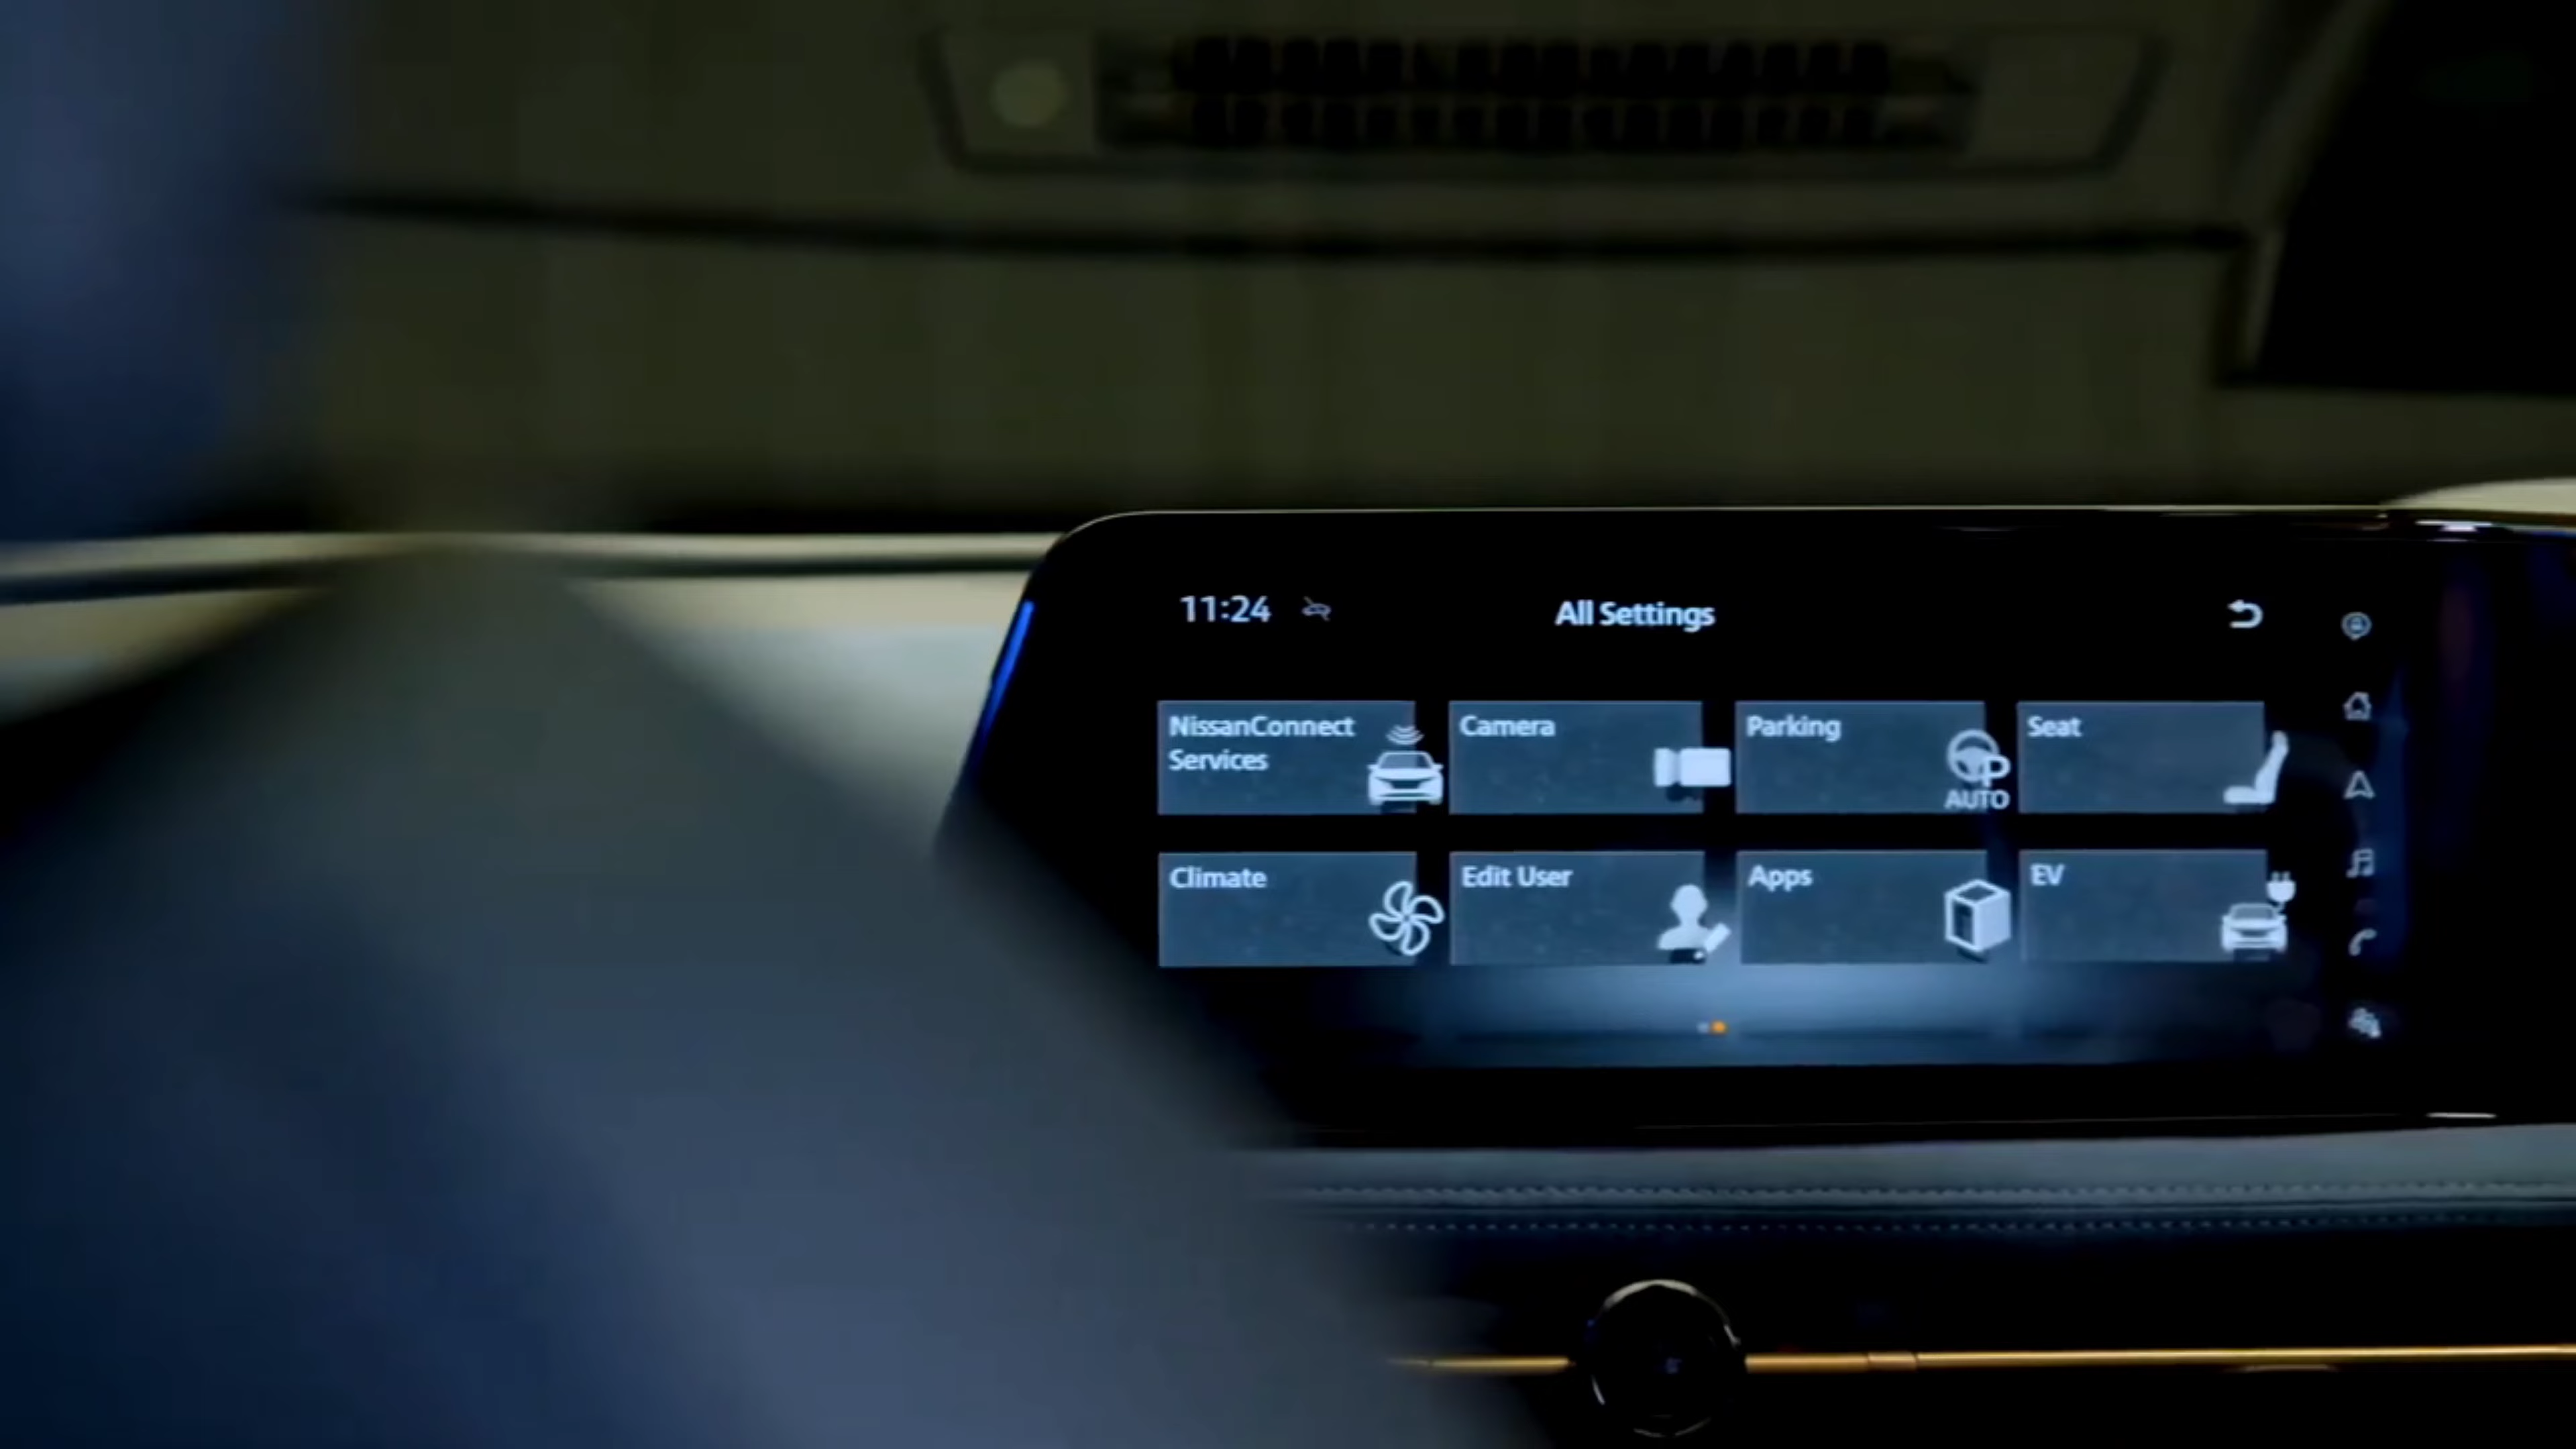 11:24
All Settings
NissanConnect
Services
Camera
Parking
AUTO
Seat
Climate
Edit User
Apps
EV